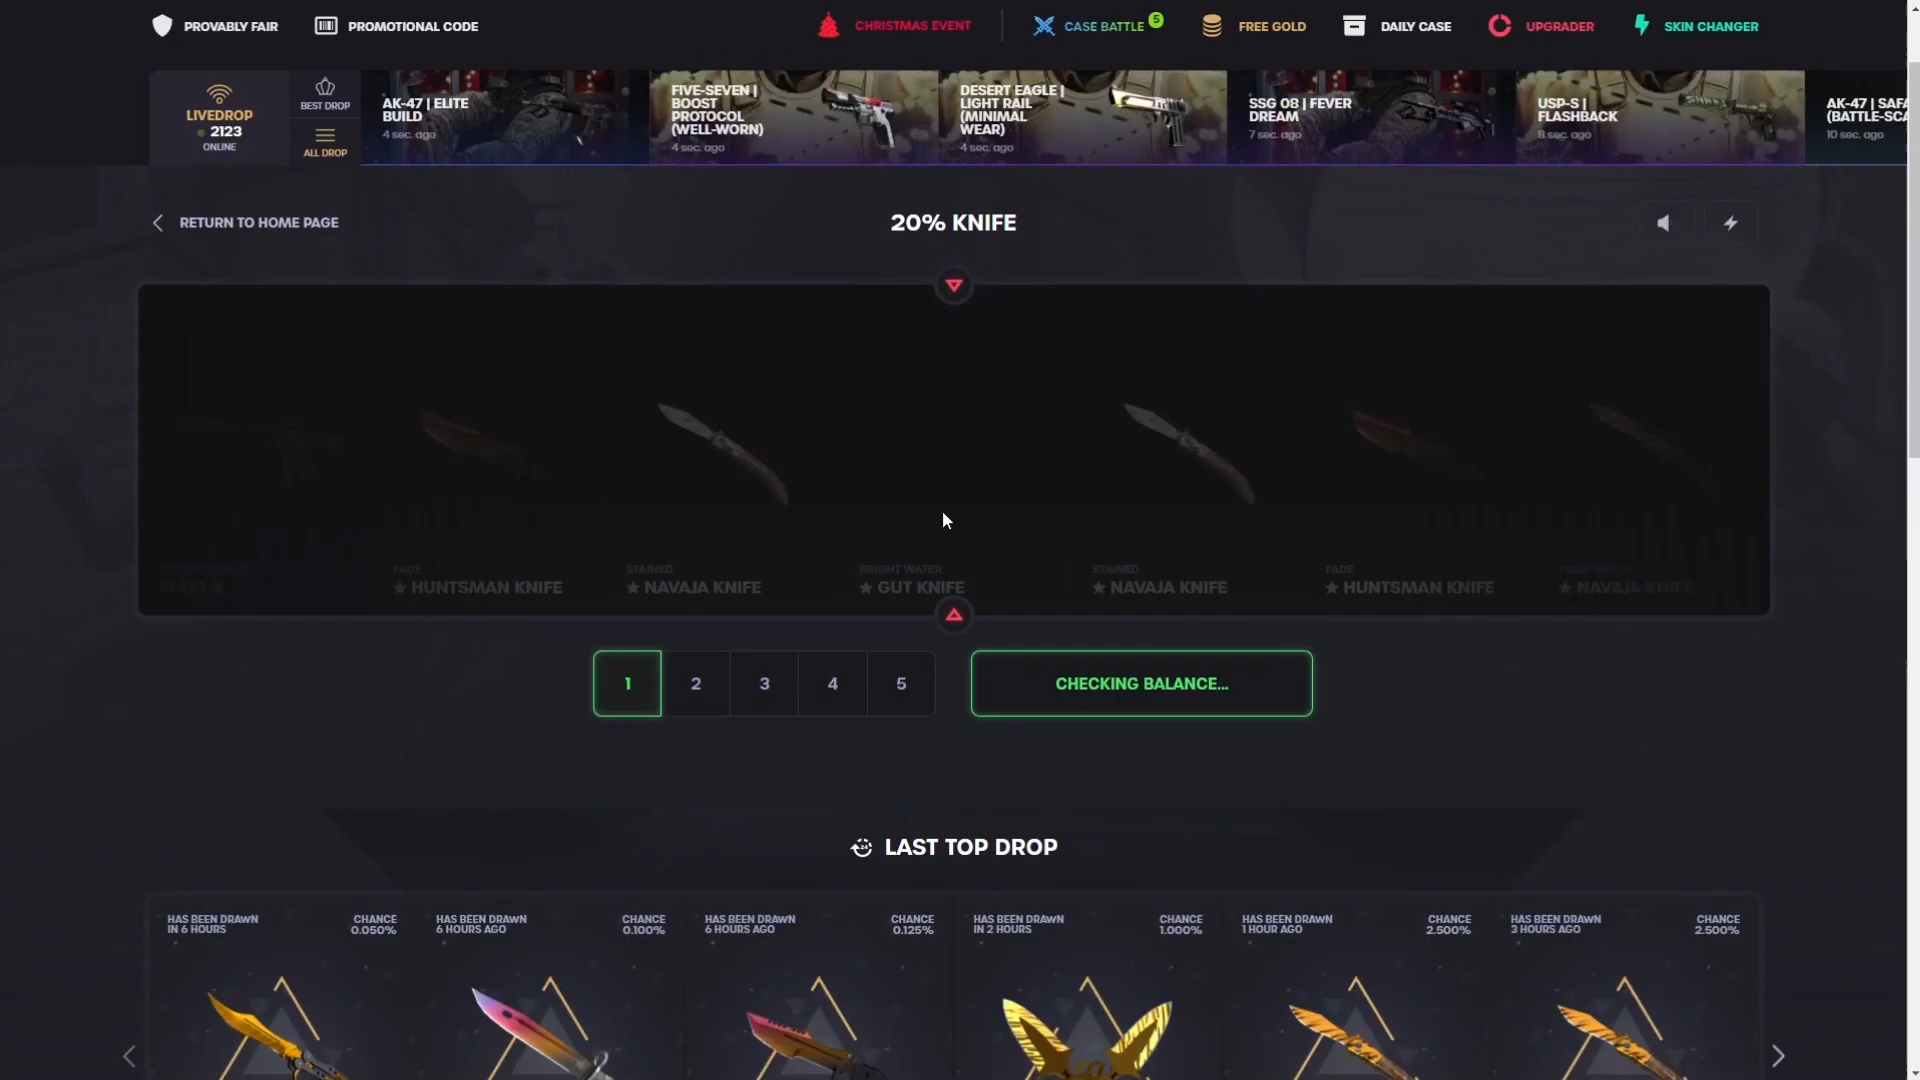 PROVABLY FAIR
PROMOTIONAL CODE
CHRISTMAS EVENT
CASE BATTLE 5
FREE GOLD
DAILY CASE
UPGRADER
SKIN CHANGER
LIVEDROP
2123
ONLINE
BEST DROP
ALL DROP
AK-47 | ELITE
BUILD
4 sec. ago
FIVE-SEVEN |
BOOST
PROTOCOL
(WELL-WORN)
4 sec. ago
DESERT EAGLE |
LIGHT RAIL
(MINIMAL
WEAR)
4 sec. ago
SSG 08 | FEVER
DREAM
7 sec. ago
USP-S |
FLASHBACK
8 sec. ago
AK-47 | SAFA
(BATTLE-SCA
10 sec. ago
RETURN TO HOME PAGE
20% KNIFE
FADE
★ HUNTSMAN KNIFE
STAINED
★ NAVAJA KNIFE
BRIGHT WATER
★ GUT KNIFE
STAINED
★ NAVAJA KNIFE
FADE
★ HUNTSMAN KNIFE
★ NAVAJA KNIFE
1
2
3
4
5
CHECKING BALANCE...
LAST TOP DROP
HAS BEEN DRAWN
IN 6 HOURS
CHANCE
0.050%
HAS BEEN DRAWN
6 HOURS AGO
CHANCE
0.100%
HAS BEEN DRAWN
6 HOURS AGO
CHANCE
0.125%
HAS BEEN DRAWN
IN 2 HOURS
CHANCE
1.000%
HAS BEEN DRAWN
1 HOUR AGO
CHANCE
2.500%
HAS BEEN DRAWN
3 HOURS AGO
CHANCE
2.500%